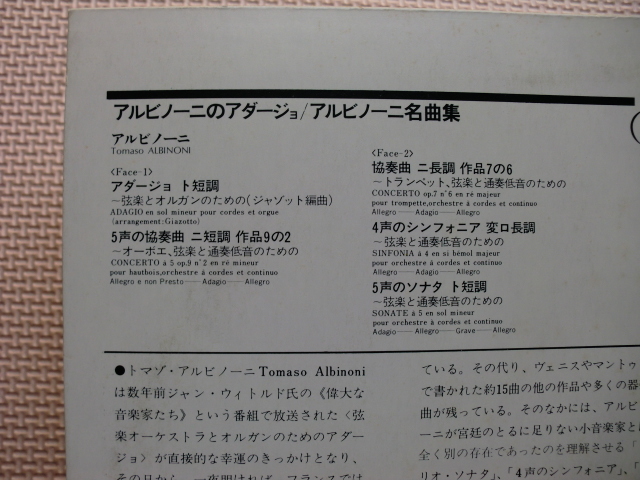 アルビノーニのアダージョ/アルビノーニ名曲集
アルビノーニ
Tomaso ALBINONI
〈Face-1〉
アダージョ ト短調
〜弦楽とオルガンのための(ジャゾット編曲)
ADAGIO en sol mineur pour cordes et orgue
(arrangement:Giazotto)
5声の協奏曲 ニ短調 作品9の2
〜オーボエ、弦楽と通奏低音のための
CONCERTO à 5 op.9 n°2 en ré mineur
pour hautbois,orchestre à cordes et continuo
Allegro e non Presto──Adagio──Allegro
〈Face-2〉
協奏曲 ニ長調 作品7の6
〜トランペット、弦楽と通奏低音のための
CONCERTO op.7 n°6 en ré majeur
pour trompette,orchestre à cordes et continuo
Allegro──Adagio──Allegro
4声のシンフォニア 変ロ長調
〜弦楽と通奏低音のための
SINFONIA à 4 en si bémol majeur
pour orchestre à cordes et continuo
Allegro──Adagio──Allegro
5声のソナタ ト短調
〜弦楽と通奏低音のための
SONATE à 5 en sol mineur
pour orchestre à cordes et continuo
Adagio──Allegro──Grave──Allegro
●トマゾ・アルビノーニ Tomaso Albinoni
は数年前ジャン・ウィトルド氏の《偉大な
音楽家たち》という番組で放送された〈弦
楽オーケストラとオルガンのためのアダー
ジョ〉が直接的な幸運のきっかけとなり、
その日から、一夜明ければ、フランスでは
ている。その代り、ヴェニスやマントゥ
で書かれた約15曲の他の作品や多くの器
曲が残っている。そのなかには、アルビ
ーニが宮廷のとるに足りない小音楽家とは
全く別の存在であったのを理解させる「
リオ・ソナタ」、「4声のシンフォニア」、「